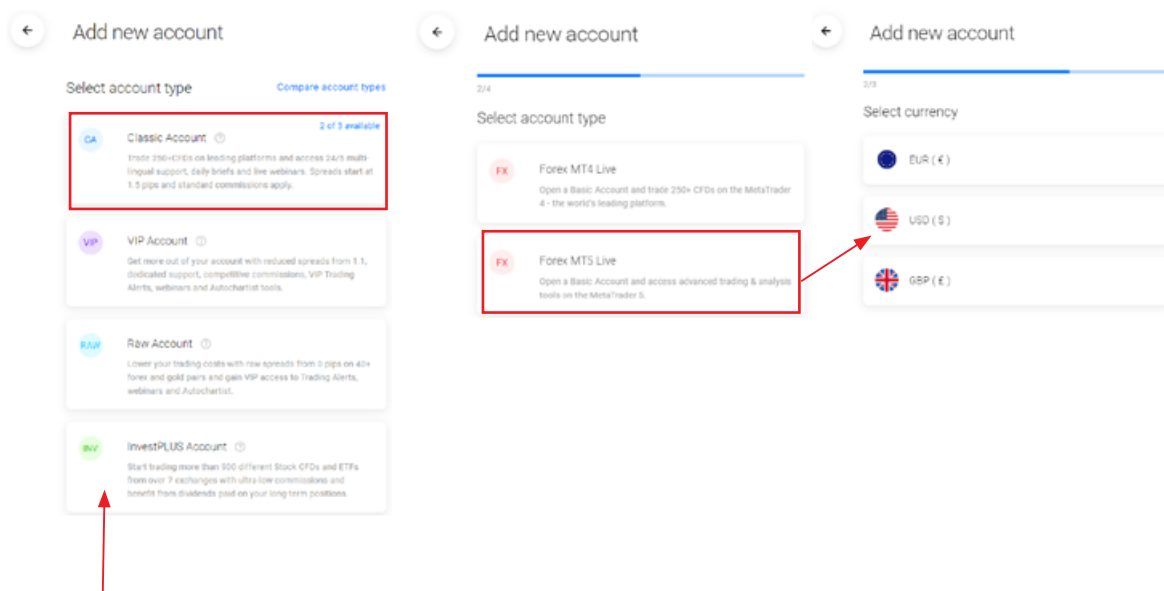 Add new account
Select account type
Compare account types
2 of 3 available
CA
Classic Account
Trade 250+CFDs on leading platforms and access 24/5 multi-
lingual support, daily briefs and live webinars. Spreads start at
1.5 pips and standard commissions apply.
VIP
VIP Account
Get more out of your account with reduced spreads from 1.1,
dedicated support, competitive commissions, VIP Trading
Alerts, webinars and Autochartist tools.
RAW
Raw Account
Lower your trading costs with raw spreads from 0 pips on 40+
forex and gold pairs and gain VIP access to Trading Alerts,
webinars and Autochartist.
INV
InvestPLUS Account
Start trading more than 800 different Stock CFDs and ETFs
from over 7 exchanges with ultra-low commissions and
benefit from dividends paid on your long term positions.
Add new account
2/4
Select account type
FX
Forex MT4 Live
Open a Basic Account and trade 250+ CFDs on the MetaTrader
4 - the world's leading platform.
FX
Forex MT5 Live
Open a Basic Account and access advanced trading & analysis
tools on the MetaTrader 5.
Add new account
2/3
Select currency
EUR ( € )
USD ( $ )
GBP ( £ )